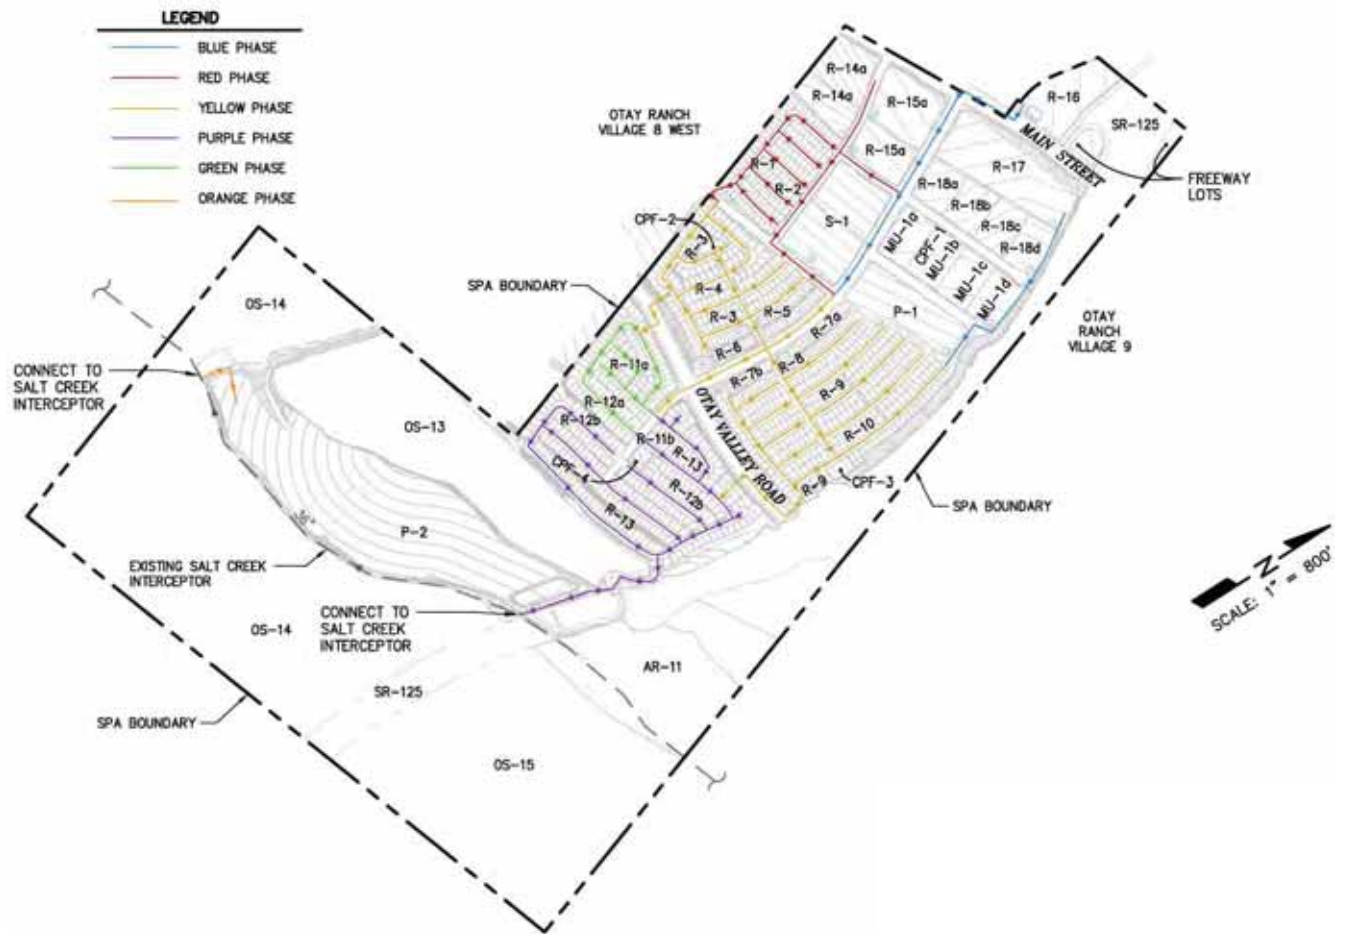 LEGEND
BLUE PHASE
RED PHASE
YELLOW PHASE
PURPLE PHASE
GREEN PHASE
ORANGE PHASE
OTAY RANCH
VILLAGE 8 WEST
R-14a
R-14a
R-15a
R-15a
R-16
SR-125
MAIN STREET
FREEWAY
LOTS
R-17
R-1
R-2
S-1
R-18a
R-18b
R-18c
R-18d
MU-1a
CPF-1
MU-1b
MU-1c
MU-1d
CPF-2
R-3
R-4
R-3
R-5
R-6
R-7a
P-1
OTAY
RANCH
VILLAGE 9
SPA BOUNDARY
OS-14
CONNECT TO
SALT CREEK
INTERCEPTOR
OS-13
R-11a
R-12a
R-12b
R-11b
R-7b
R-8
R-9
R-10
OTAY VALLEY ROAD
R-13
CPF-4
R-12b
R-13
R-9
CPF-3
SPA BOUNDARY
P-2
36"
EXISTING SALT CREEK
INTERCEPTOR
CONNECT TO
SALT CREEK
INTERCEPTOR
OS-14
SR-125
AR-11
SPA BOUNDARY
OS-15
N
SCALE: 1" = 800'